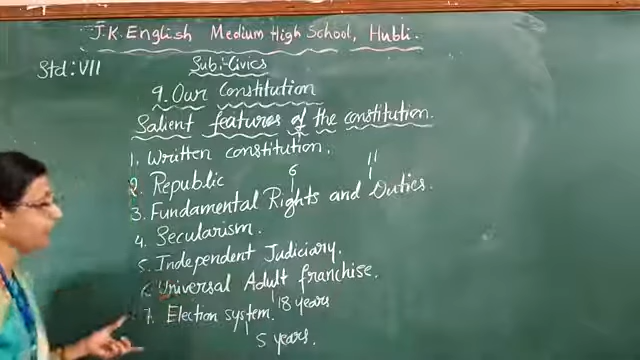 J.K. English Medium High School, Hubli.
Std: VII
Sub:- Civics
9. Our Constitution
Salient features of the constitution.
1. Written constitution.
2. Republic
6
11
3. Fundamental Rights and Duties.
4. Secularism.
5. Independent Judiciary.
6. Universal Adult franchise.
18 years
7. Election system.
5 years.